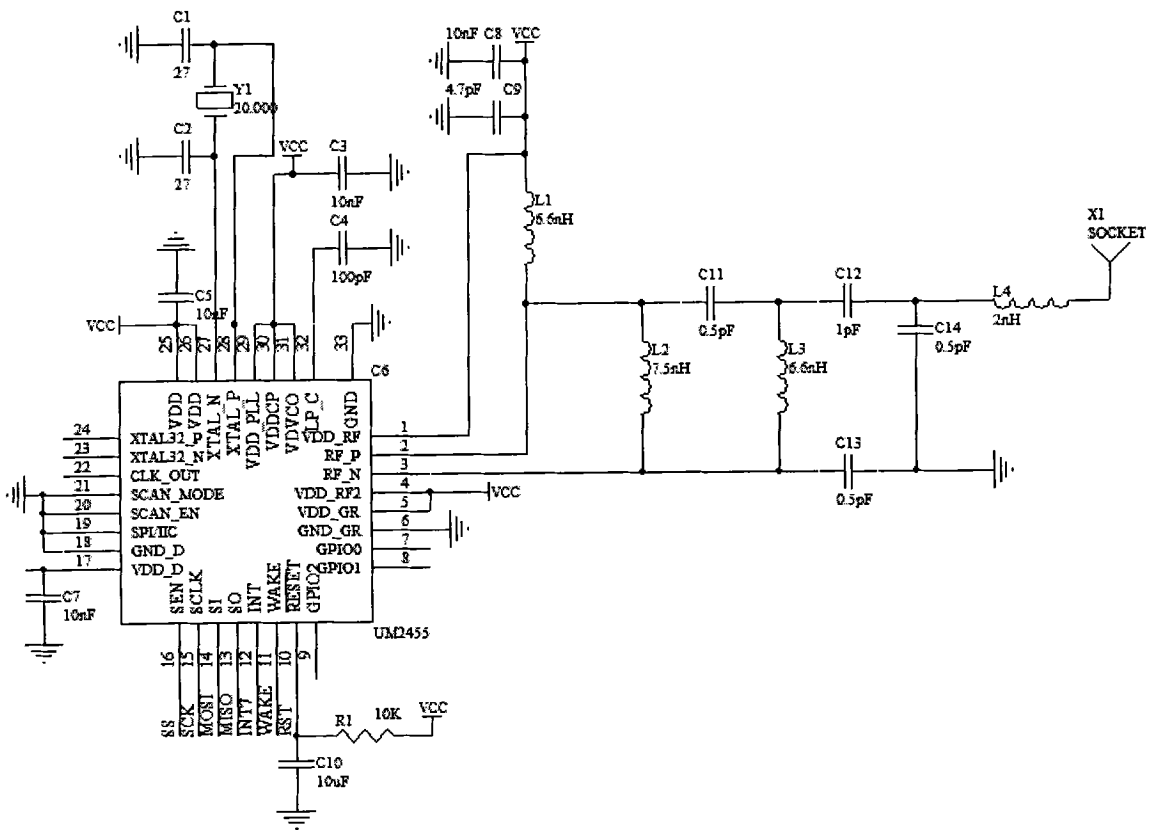 C1
27
Y1
20.000
C2
27
VCC
C3
10nF
C4
100pF
10nF C8 VCC
4.7pF C9
L1
6.6nH
X1
SOCKET
C11
0.5pF
C12
1pF
L4
2nH
C14
0.5pF
L2
7.5nH
L3
6.6nH
C13
0.5pF
C5
10nF
VCC
25 26 27 28 29 30 31 32 33
C6
VDD VDD XTAL_N XTAL_P VDD_PLL VDDCP VDVCO LP_C GND
24 XTAL32_P
23 XTAL32_N
22 CLK_OUT
21 SCAN_MODE
20 SCAN_EN
19 SPI/IIC
18 GND_D
17 VDD_D
VDD_RF 1
RF_P 2
RF_N 3
VDD_RF2 4 VCC
VDD_GR 5
GND_GR 6
GPIO0 7
GPIO1 8
SEN SCLK SI SO INT WAKE RESET GPIO2
UM2455
C7
10nF
16 15 14 13 12 11 10 9
SS SCK MOSI MISO INT7 WAKE RST
R1 10K VCC
C10
10uF